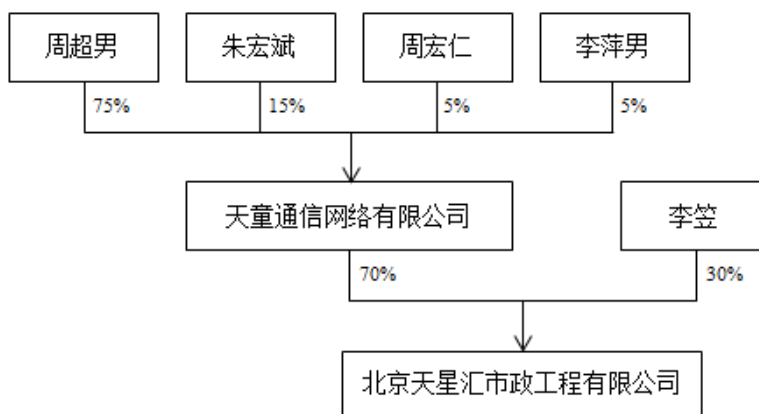 周超男
朱宏斌
周宏仁
李萍男
75%
15%
5%
5%
天童通信网络有限公司
李笠
70%
30%
北京天星汇市政工程有限公司